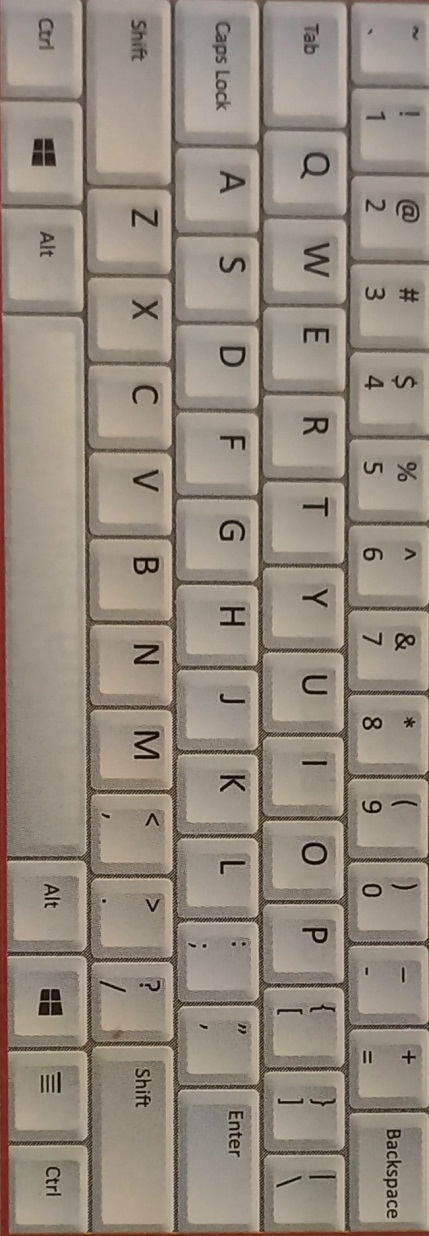 ~ ! @ # $ % ^ & * ( ) — +
` 1 2 3 4 5 6 7 8 9 0 - = Backspace
Tab Q W E R T Y U I O P { [ } ] | \
Caps Lock A S D F G H J K L : ; " ' Enter
Shift Z X C V B N M < , > . ? / Shift
Ctrl Alt Alt Ctrl